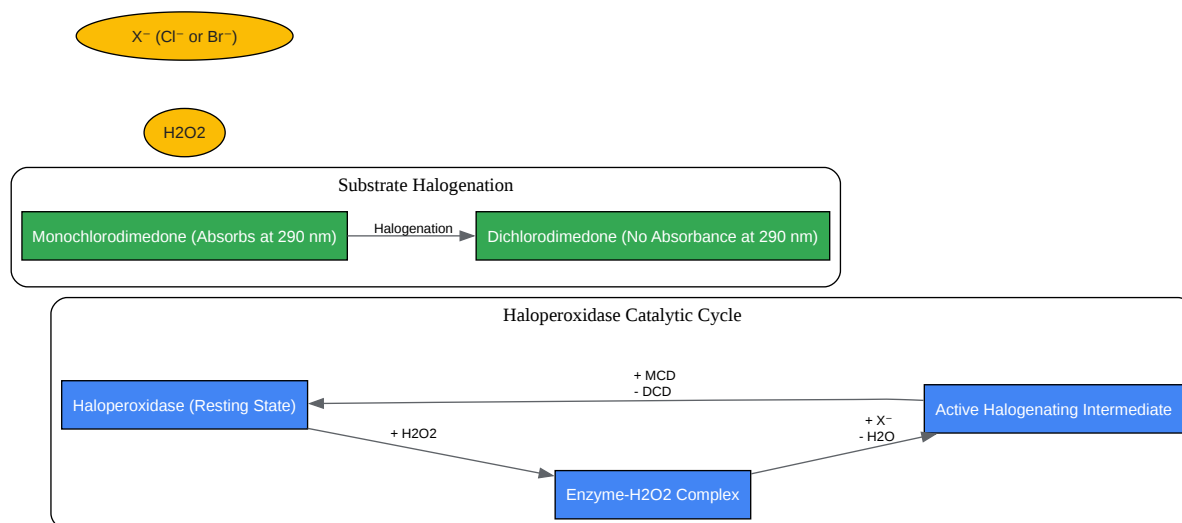 X⁻ (Cl⁻ or Br⁻)
H2O2
Substrate Halogenation
Monochlorodimedone (Absorbs at 290 nm)
Halogenation
Dichlorodimedone (No Absorbance at 290 nm)
Haloperoxidase Catalytic Cycle
+ MCD
- DCD
Haloperoxidase (Resting State)
Active Halogenating Intermediate
+ H2O2
+ X⁻
- H2O
Enzyme-H2O2 Complex